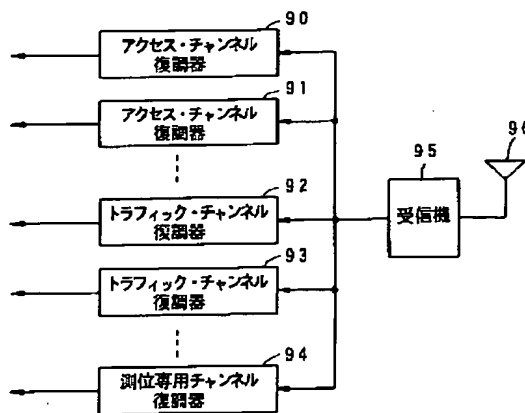 90
アクセス・チャンネル
復調器
91
アクセス・チャンネル
復調器
92
トラフィック・チャンネル
復調器
93
トラフィック・チャンネル
復調器
94
測位専用チャンネル
復調器
95
受信機
96